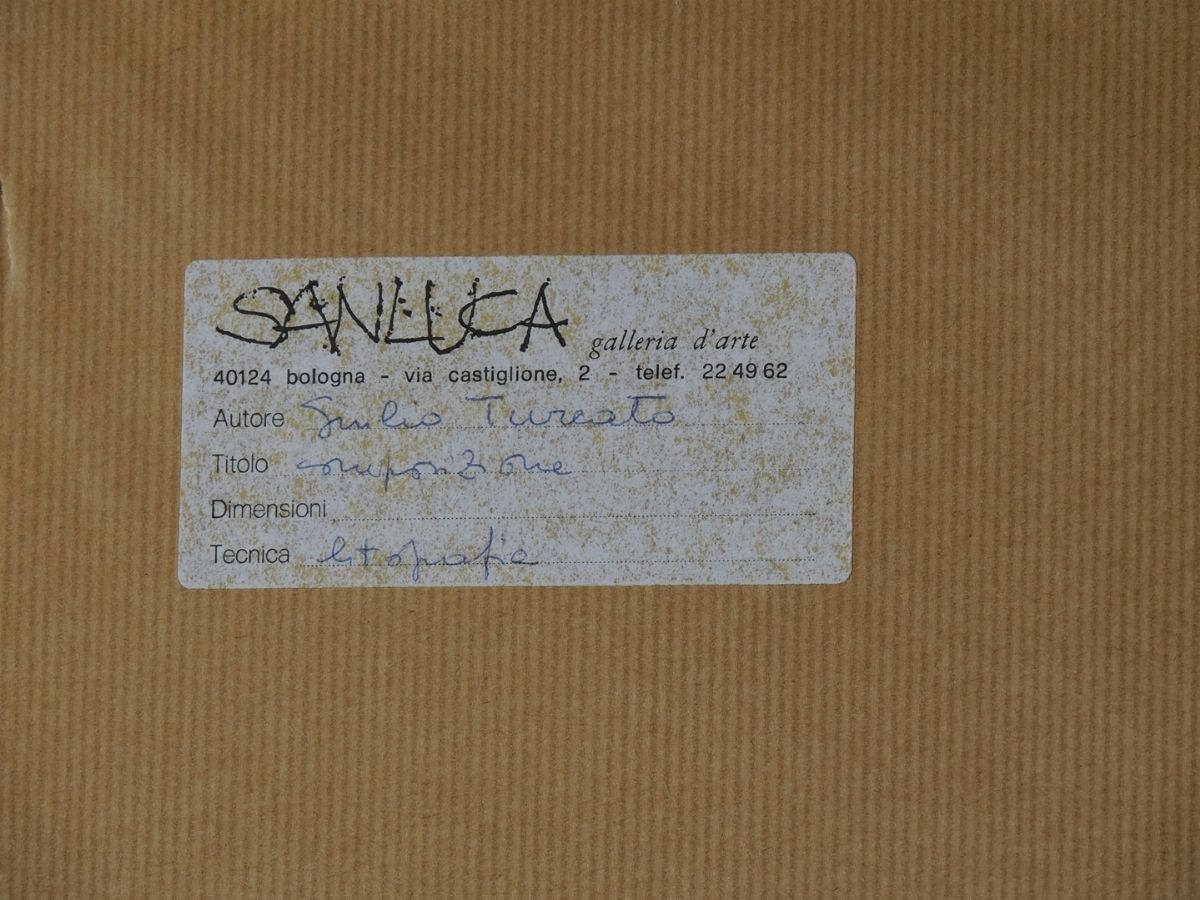 SANLUCA galleria d'arte
40124 bologna - via castiglione, 2 - telef. 22 49 62
Autore Giulio Turcato
Titolo composizione
Dimensioni
Tecnica litografia